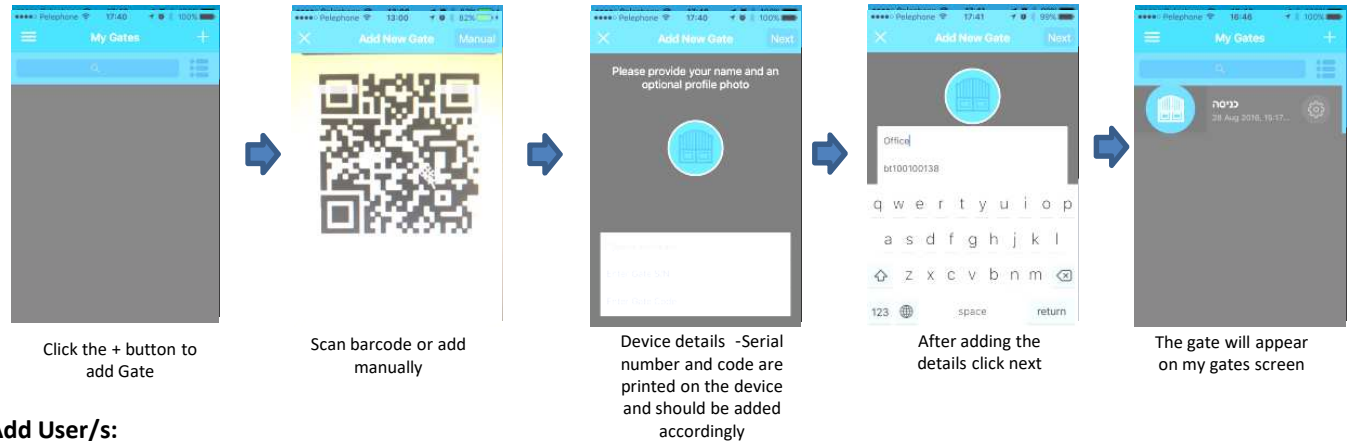 Pelephone 17:40 100%
My Gates +
Click the + button to
add Gate
Pelephone 13:00 82%
Add New Gate Manual
Scan barcode or add
manually
Pelephone 17:40 100%
Add New Gate Next
Please provide your name and an
optional profile photo
Device details -Serial
number and code are
printed on the device
and should be added
accordingly
Pelephone 17:41 99%
Add New Gate Next
Office
bt100100138
q w e r t y u i o p
a s d f g h j k l
z x c v b n m
123 space return
After adding the
details click next
Pelephone 16:46 100%
My Gates +
כניסה
28 Aug 2016, 15:17...
The gate will appear
on my gates screen
Add User/s: